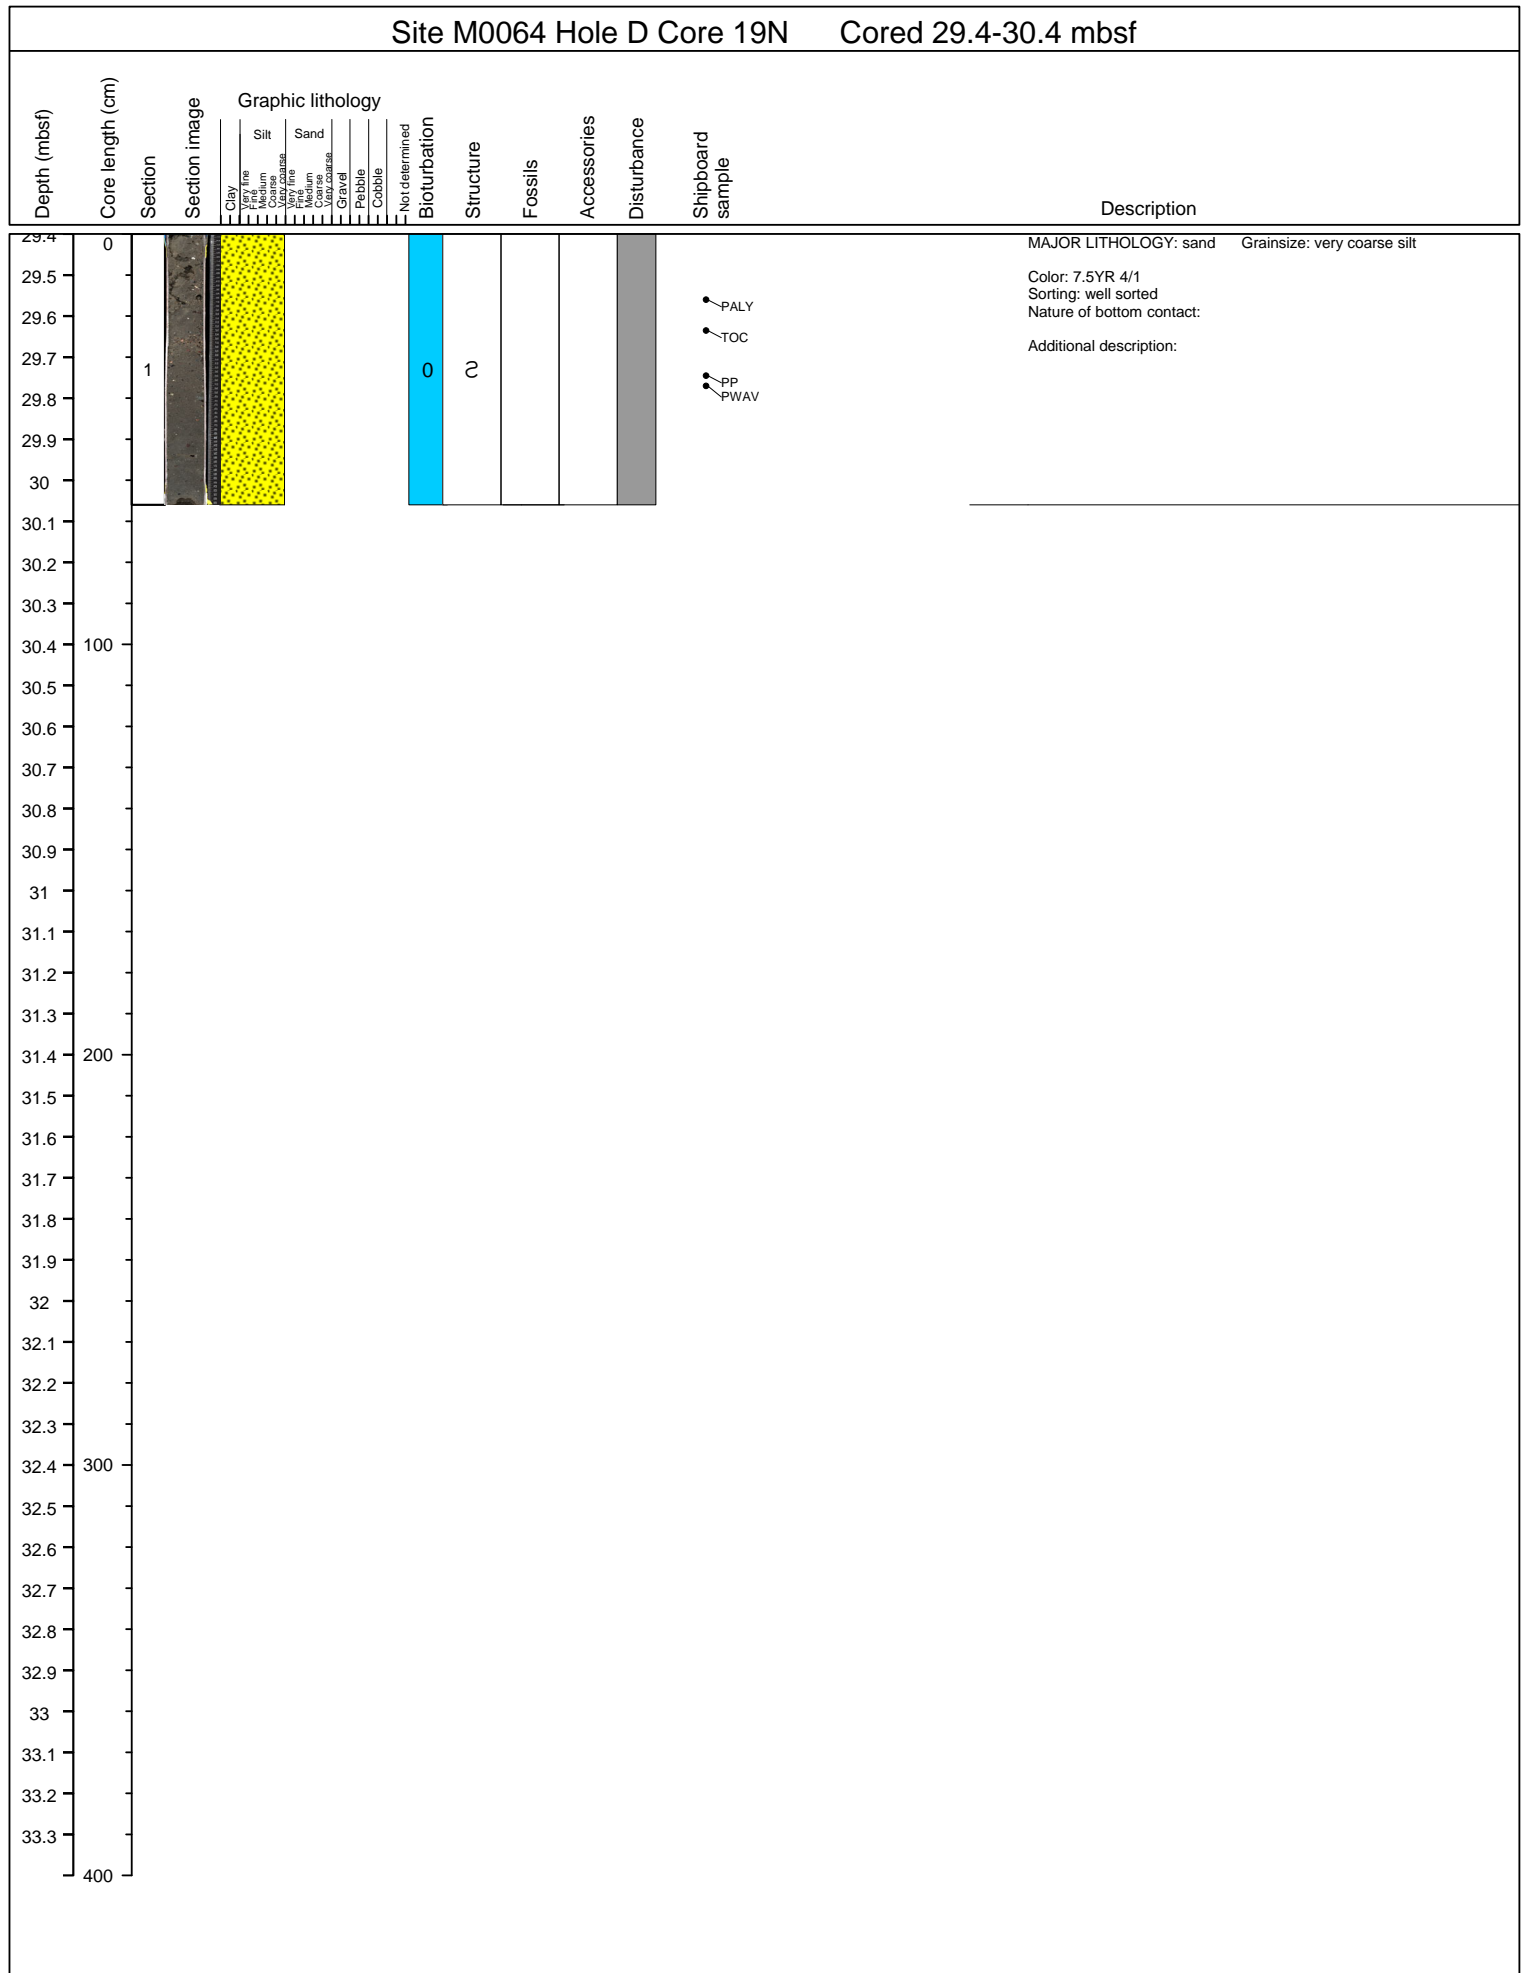 Site M0064 Hole D Core 19N Cored 29.4-30.4 mbsf
Depth (mbsf)
Core length (cm)
Section
Section image
Graphic lithology
Clay
Silt
Very fine
Fine
Medium
Coarse
Very coarse
Sand
Very fine
Fine
Medium
Coarse
Very coarse
Gravel
Pebble
Cobble
Not determined
Bioturbation
Structure
Fossils
Accessories
Disturbance
Shipboard
sample
Description
29.4
29.5
29.6
29.7
29.8
29.9
30
30.1
30.2
30.3
30.4
30.5
30.6
30.7
30.8
30.9
31
31.1
31.2
31.3
31.4
31.5
31.6
31.7
31.8
31.9
32
32.1
32.2
32.3
32.4
32.5
32.6
32.7
32.8
32.9
33
33.1
33.2
33.3
0
100
200
300
400
1
0
PALY
TOC
PP
PWAV
MAJOR LITHOLOGY: sand Grainsize: very coarse silt
Color: 7.5YR 4/1
Sorting: well sorted
Nature of bottom contact:
Additional description: